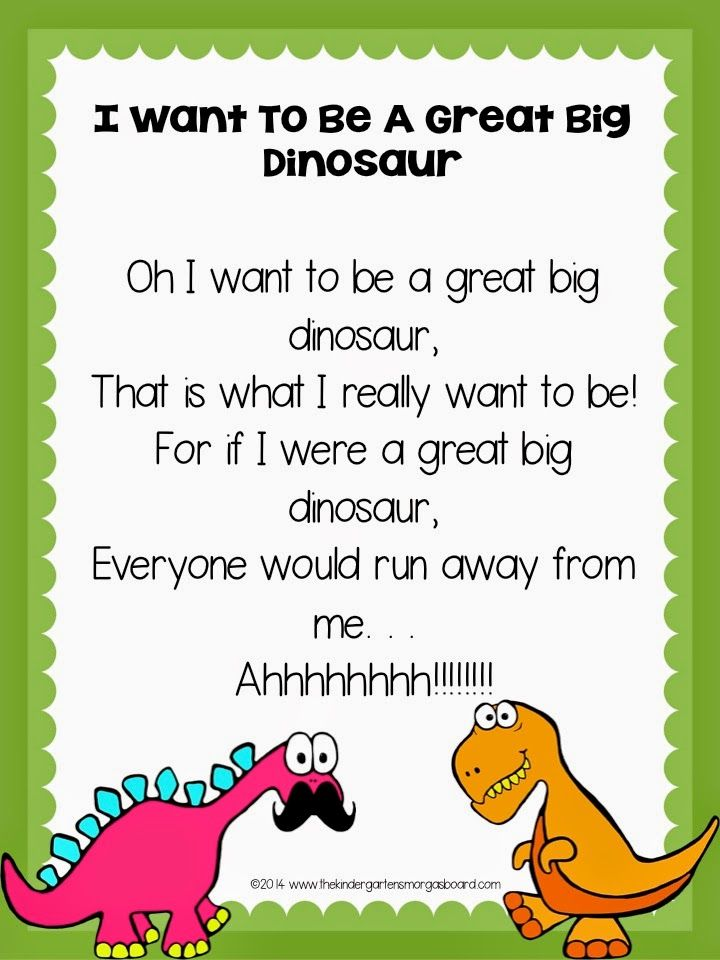 I Want To Be A Great Big
Dinosaur
Oh I want to be a great big
dinosaur,
That is what I really want to be!
For if I were a great big
dinosaur,
Everyone would run away from
me. . .
Ahhhhhhhh!!!!!!!!
©2014 www.thekindergartensmorgasboard.com